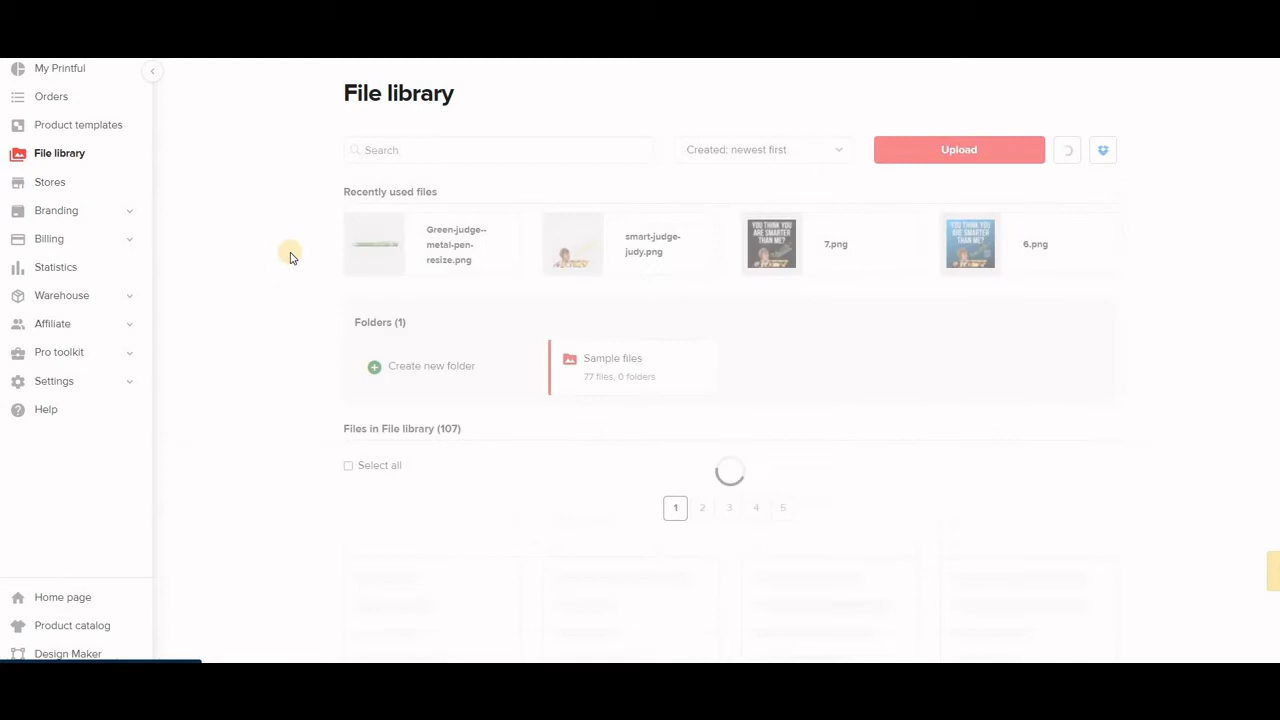 My Printful
Orders
Product templates
File library
Stores
Branding
Billing
Statistics
Warehouse
Affiliate
Pro toolkit
Settings
Help
Home page
Product catalog
Design Maker
File library
Search
Created: newest first
Upload
Recently used files
Green-judge--
metal-pen-
resize.png
smart-judge-
judy.png
YOU THINK YOU
ARE SMARTER
THAN ME?
7.png
YOU THINK YOU
ARE SMARTER
THAN ME?
6.png
Folders (1)
Create new folder
Sample files
77 files, 0 folders
Files in File library (107)
Select all
1 2 3 4 5